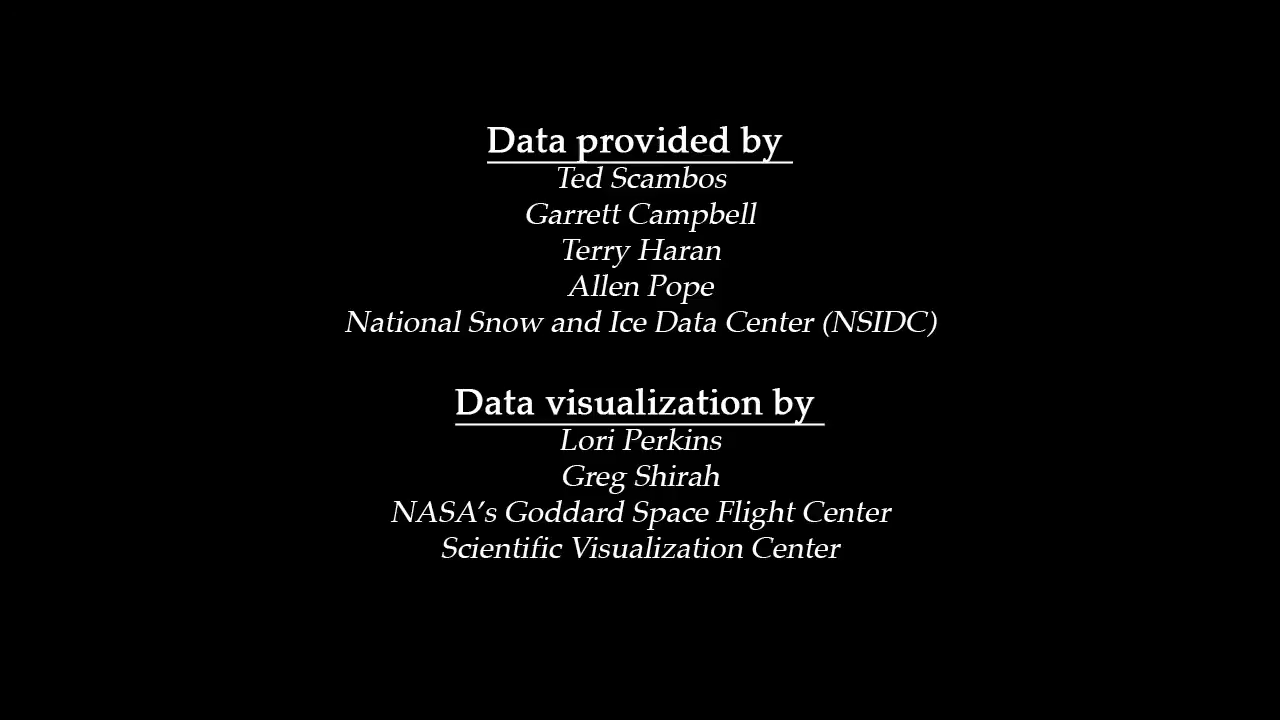 Data provided by
Ted Scambos
Garrett Campbell
Terry Haran
Allen Pope
National Snow and Ice Data Center (NSIDC)
Data visualization by
Lori Perkins
Greg Shirah
NASA’s Goddard Space Flight Center
Scientific Visualization Center